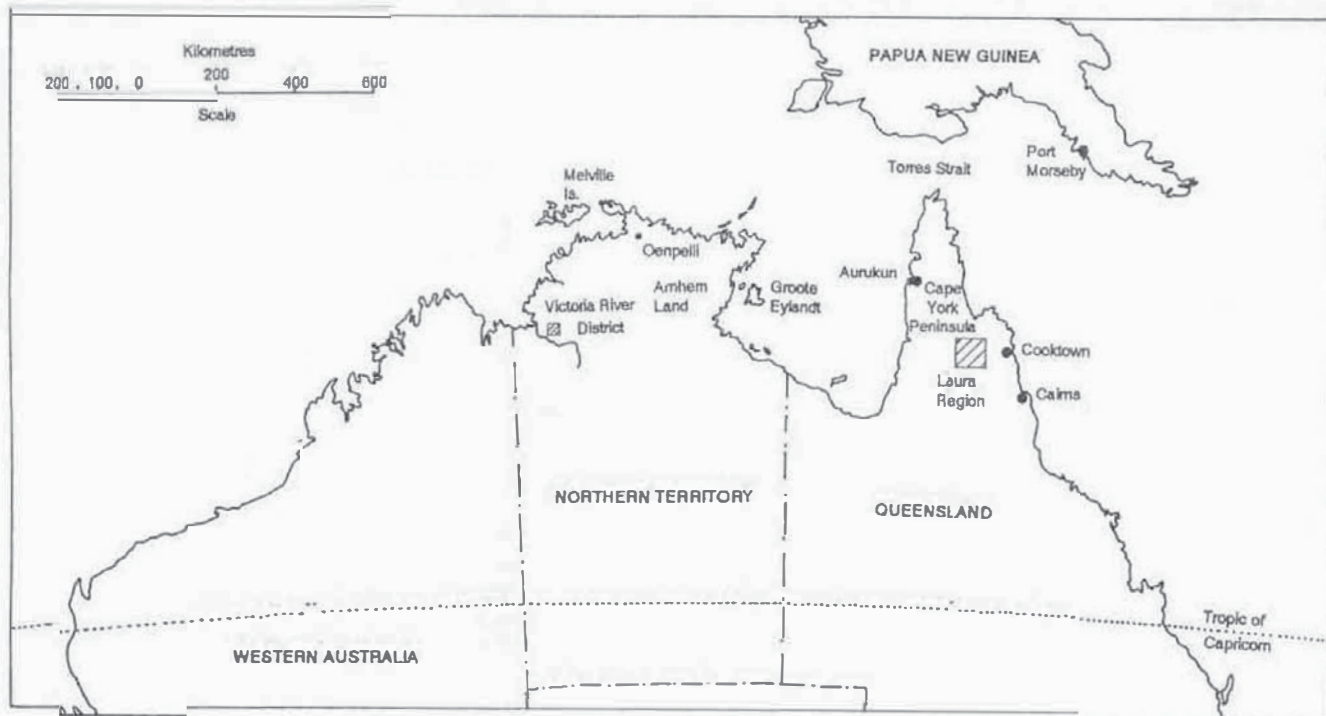 Kilometres
200 , 100 , 0 200 400 600
Scale
PAPUA NEW GUINEA
Port
Morseby
Torres Strait
Melville
Is.
Oenpelli
Aurukun
Cape
York
Peninsula
Arnhem
Land
Groote
Eylandt
Victoria River
District
Cooktown
Laura
Region
Cairns
NORTHERN TERRITORY
QUEENSLAND
Tropic of
Capricorn
WESTERN AUSTRALIA